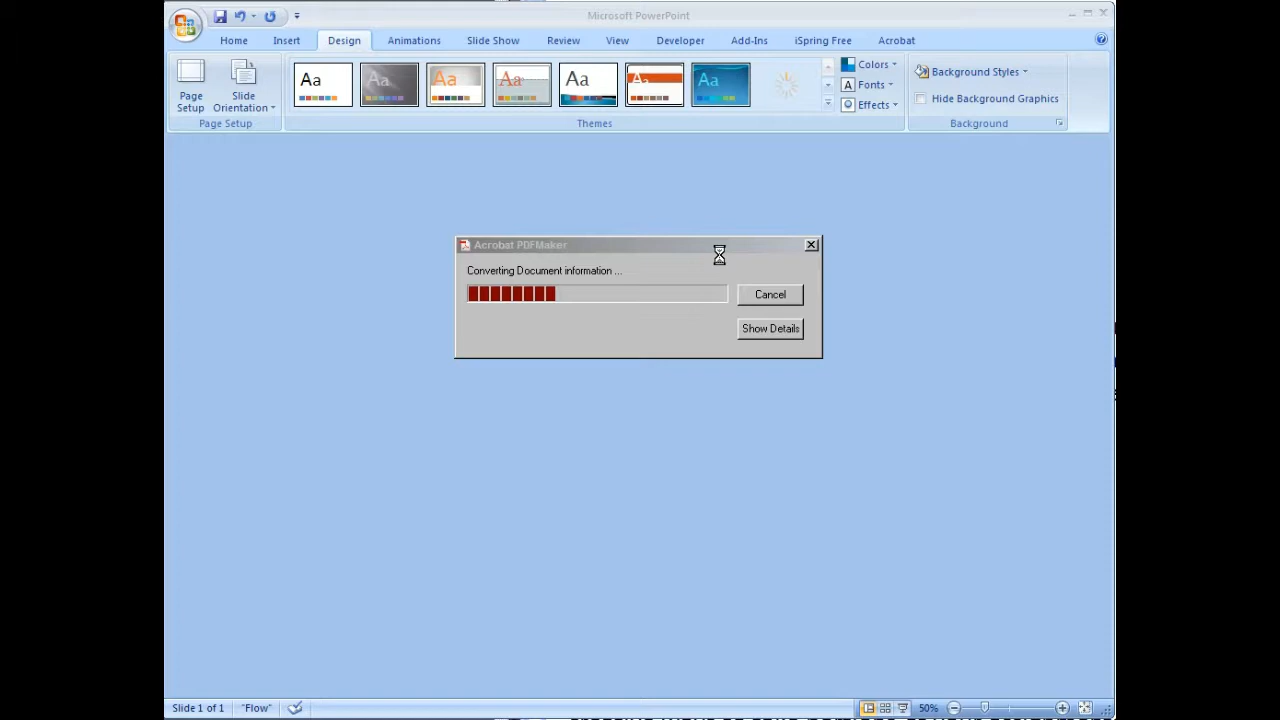 Microsoft PowerPoint
Home Insert Design Animations Slide Show Review View Developer Add-Ins iSpring Free Acrobat
Page Setup
Slide Orientation
Aa Aa Aa Aa Aa Aa Aa
Colors
Fonts
Effects
Background Styles
Hide Background Graphics
Page Setup Themes Background
Acrobat PDFMaker
Converting Document information ...
Cancel
Show Details
Slide 1 of 1 "Flow" 50%